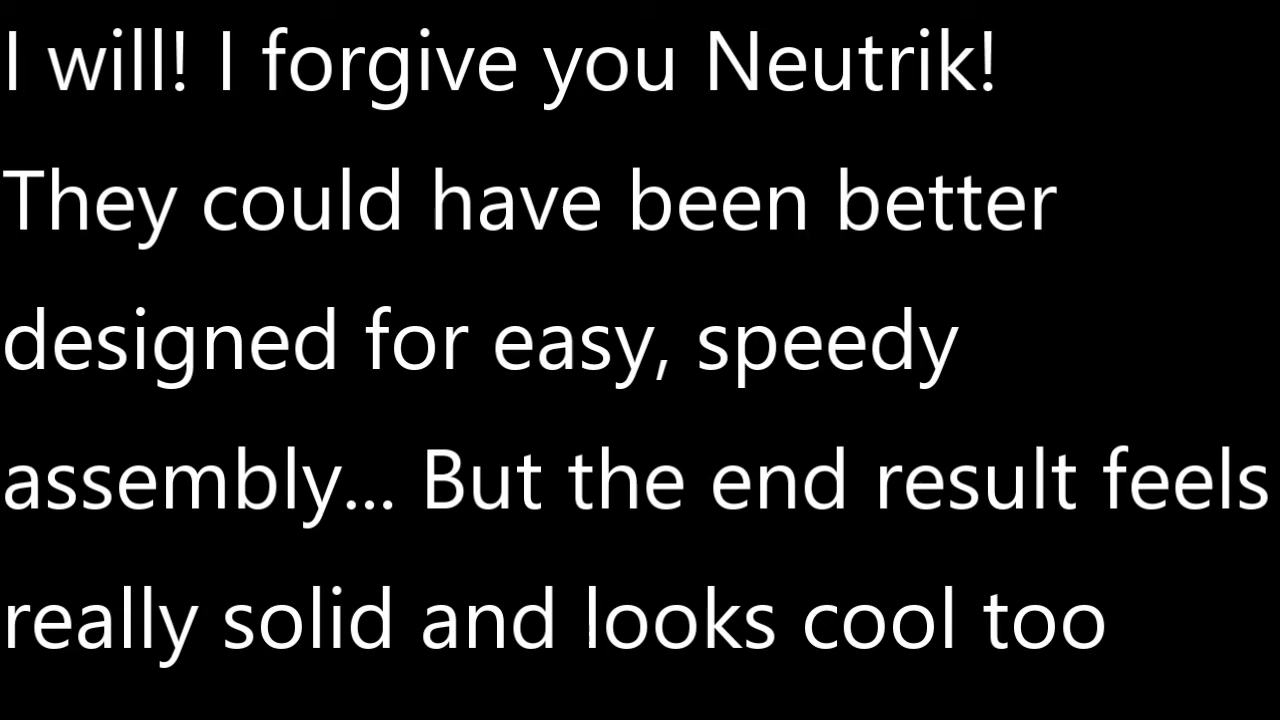 I will! I forgive you Neutrik!
They could have been better
designed for easy, speedy
assembly... But the end result feels
really solid and looks cool too